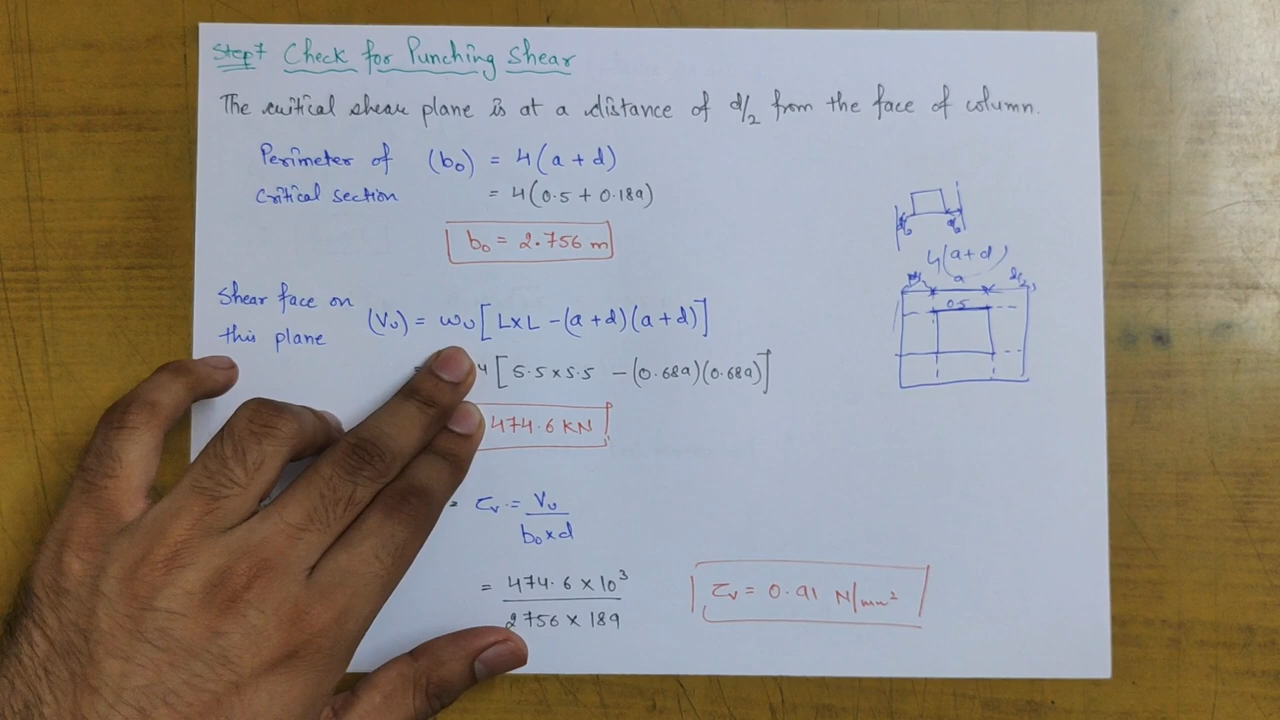 Step 7 Check for Punching Shear
The critical shear plane is at a distance of d/2 from the face of column.
Perimeter of (b₀) = 4(a + d)
Critical section = 4(0.5 + 0.189)
b₀ = 2.756 m
4(a+d)
a
0.5
Shear face on
this plane (Vᵤ) = wᵤ[L×L - (a+d)(a+d)]
4[5.5×5.5 - (0.689)(0.689)]
474.6 KN
= τᵥ = Vᵤ / b₀×d
= 474.6 × 10³ / 2756 × 189
τᵥ = 0.91 N/mm²